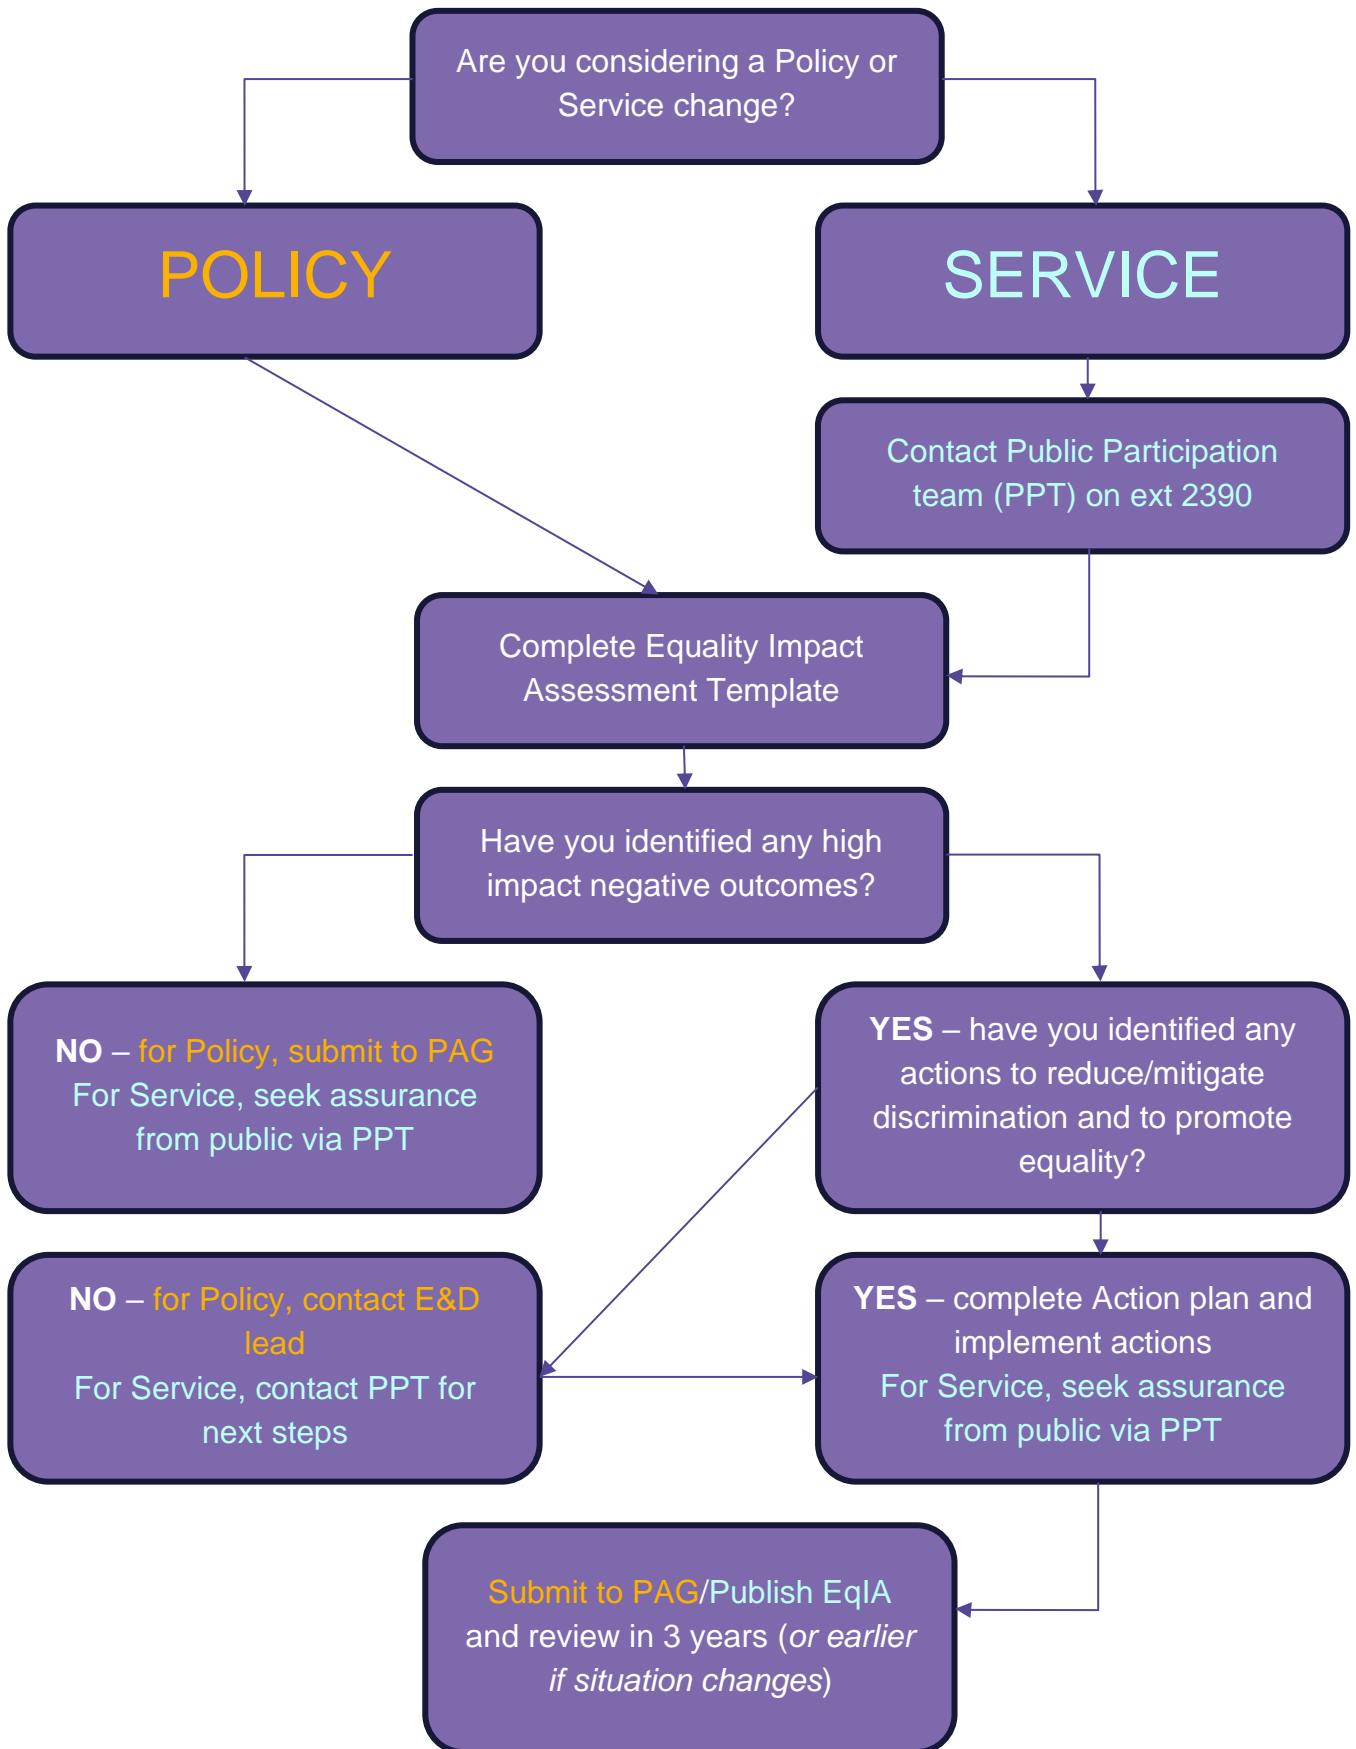 Are you considering a Policy or
Service change?
POLICY
SERVICE
Contact Public Participation
team (PPT) on ext 2390
Complete Equality Impact
Assessment Template
Have you identified any high
impact negative outcomes?
NO – for Policy, submit to PAG
For Service, seek assurance
from public via PPT
YES – have you identified any
actions to reduce/mitigate
discrimination and to promote
equality?
NO – for Policy, contact E&D
lead
For Service, contact PPT for
next steps
YES – complete Action plan and
implement actions
For Service, seek assurance
from public via PPT
Submit to PAG/Publish EqIA
and review in 3 years (or earlier
if situation changes)